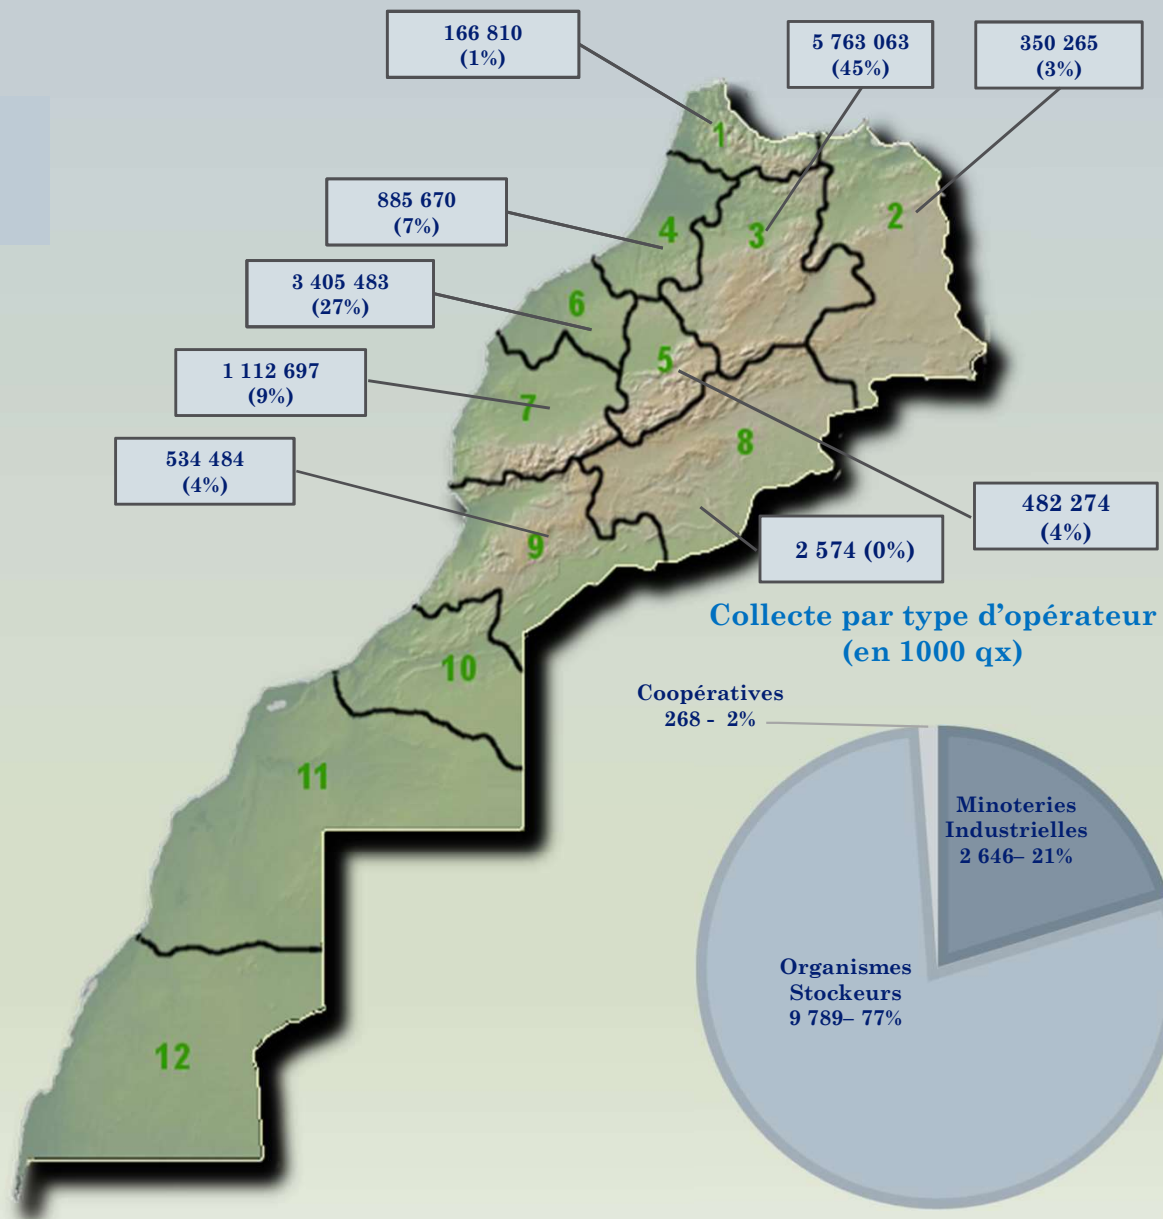 166 810
(1%)
5 763 063
(45%)
350 265
(3%)
885 670
(7%)
3 405 483
(27%)
1 112 697
(9%)
534 484
(4%)
482 274
(4%)
2 574 (0%)
1
2
3
4
5
6
7
8
9
10
11
12
Collecte par type d’opérateur
(en 1000 qx)
Coopératives
268 - 2%
Minoteries
Industrielles
2 646– 21%
Organismes
Stockeurs
9 789– 77%